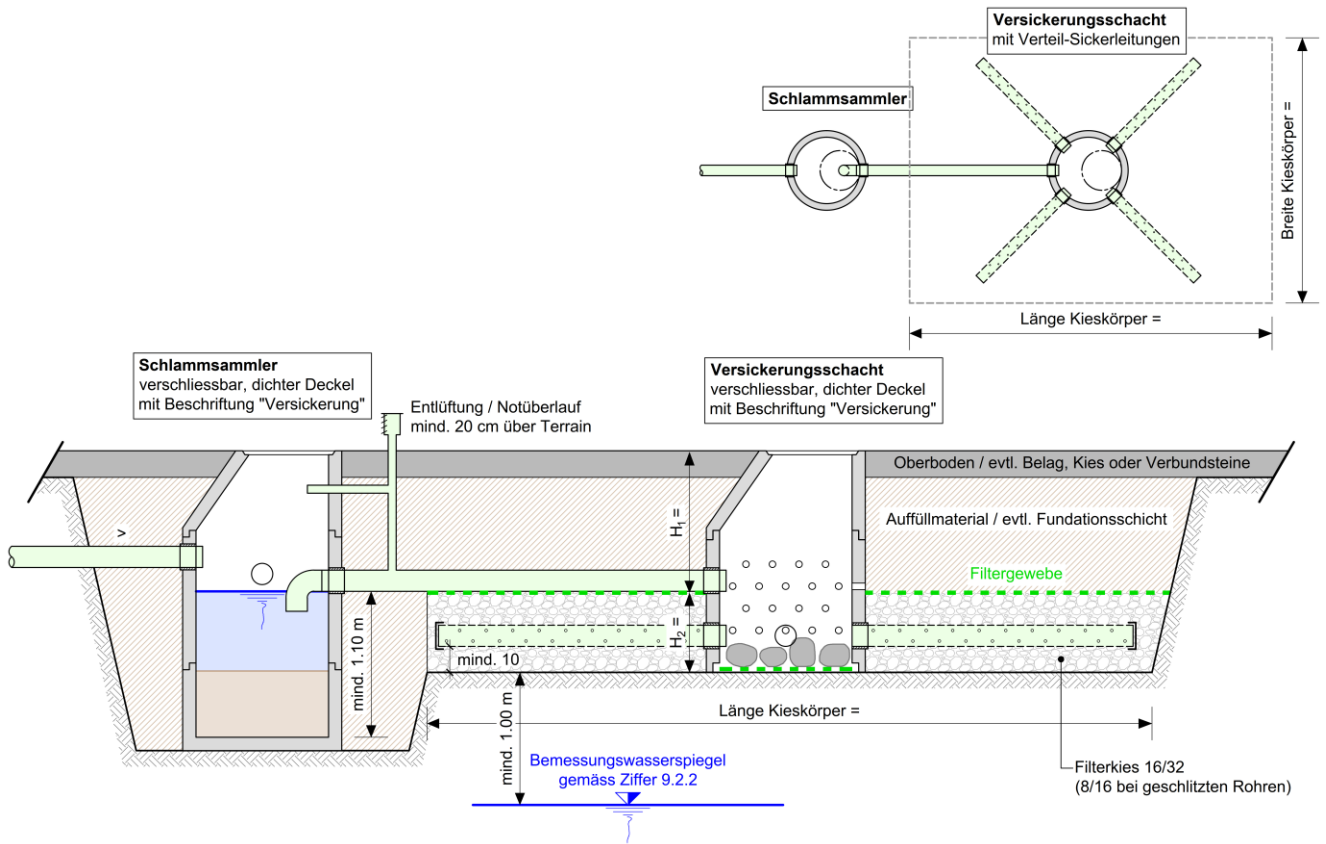 Versickerungsschacht
mit Verteil-Sickerleitungen
Schlammsammler
Breite Kieskörper =
Länge Kieskörper =
Schlammsammler
verschliessbar, dichter Deckel
mit Beschriftung "Versickerung"
Entlüftung / Notüberlauf
mind. 20 cm über Terrain
Versickerungsschacht
verschliessbar, dichter Deckel
mit Beschriftung "Versickerung"
Oberboden / evtl. Belag, Kies oder Verbundsteine
H₁ =
Auffüllmaterial / evtl. Fundationsschicht
>
Filtergewebe
H₂ =
mind. 1.10 m
mind. 10
mind. 1.00 m
Länge Kieskörper =
Bemessungswasserspiegel
gemäss Ziffer 9.2.2
Filterkies 16/32
(8/16 bei geschlitzten Rohren)